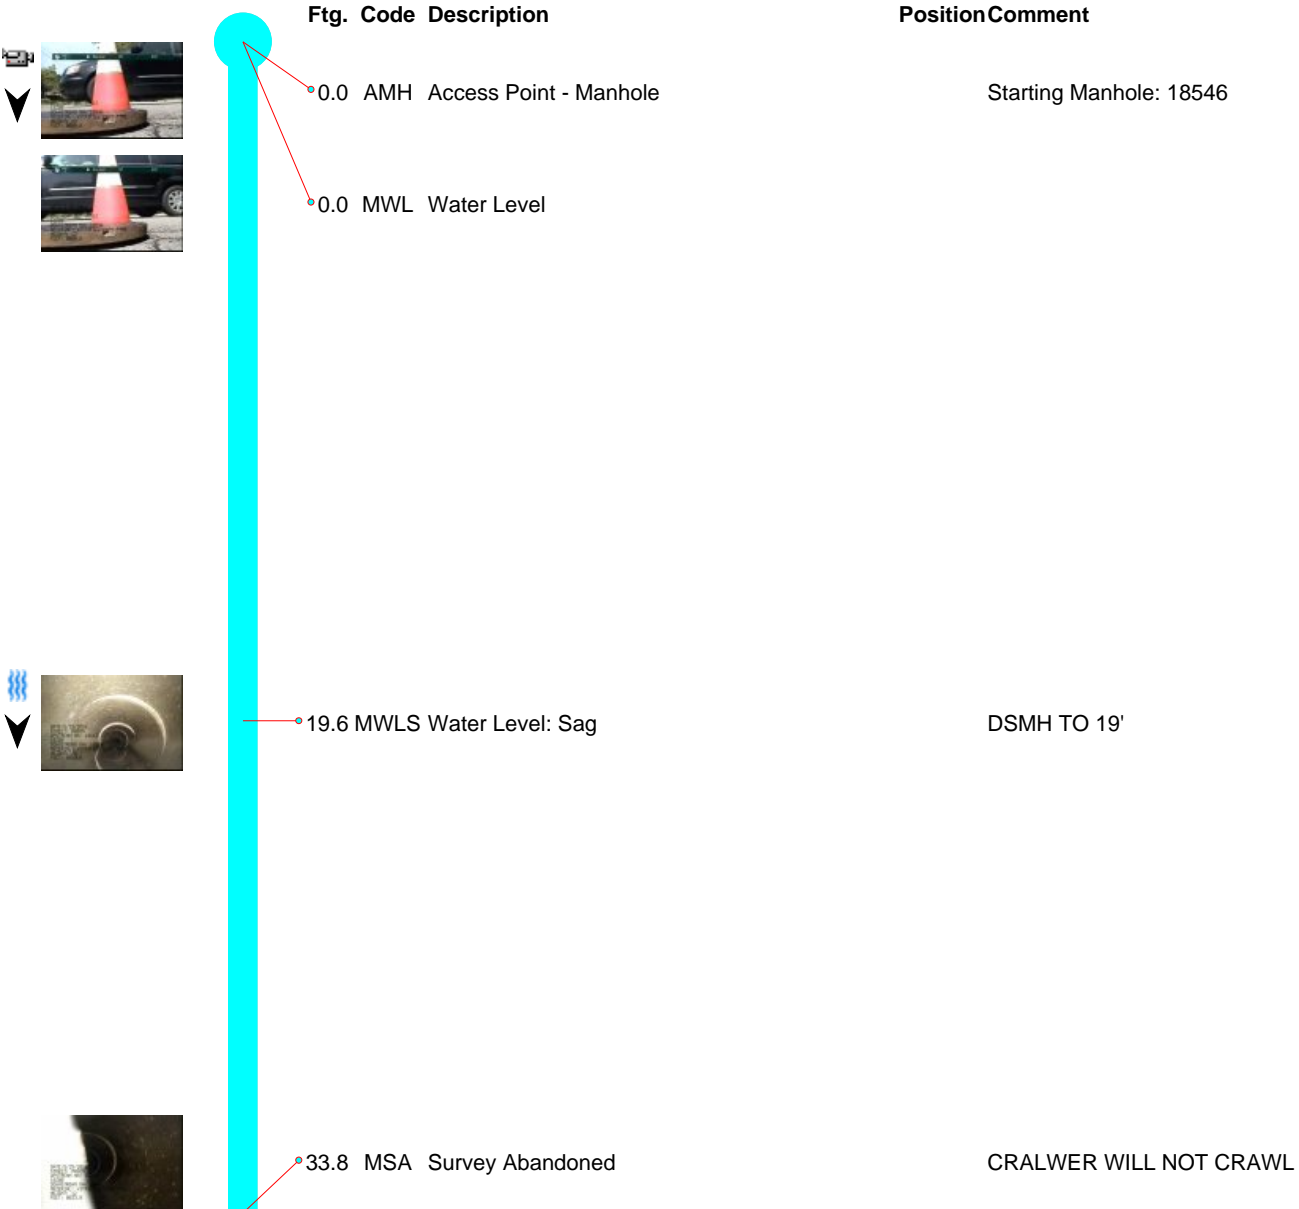 Ftg. Code Description Position Comment
0.0 AMH Access Point - Manhole Starting Manhole: 18546
0.0 MWL Water Level
19.6 MWLS Water Level: Sag DSMH TO 19'
33.8 MSA Survey Abandoned CRALWER WILL NOT CRAWL